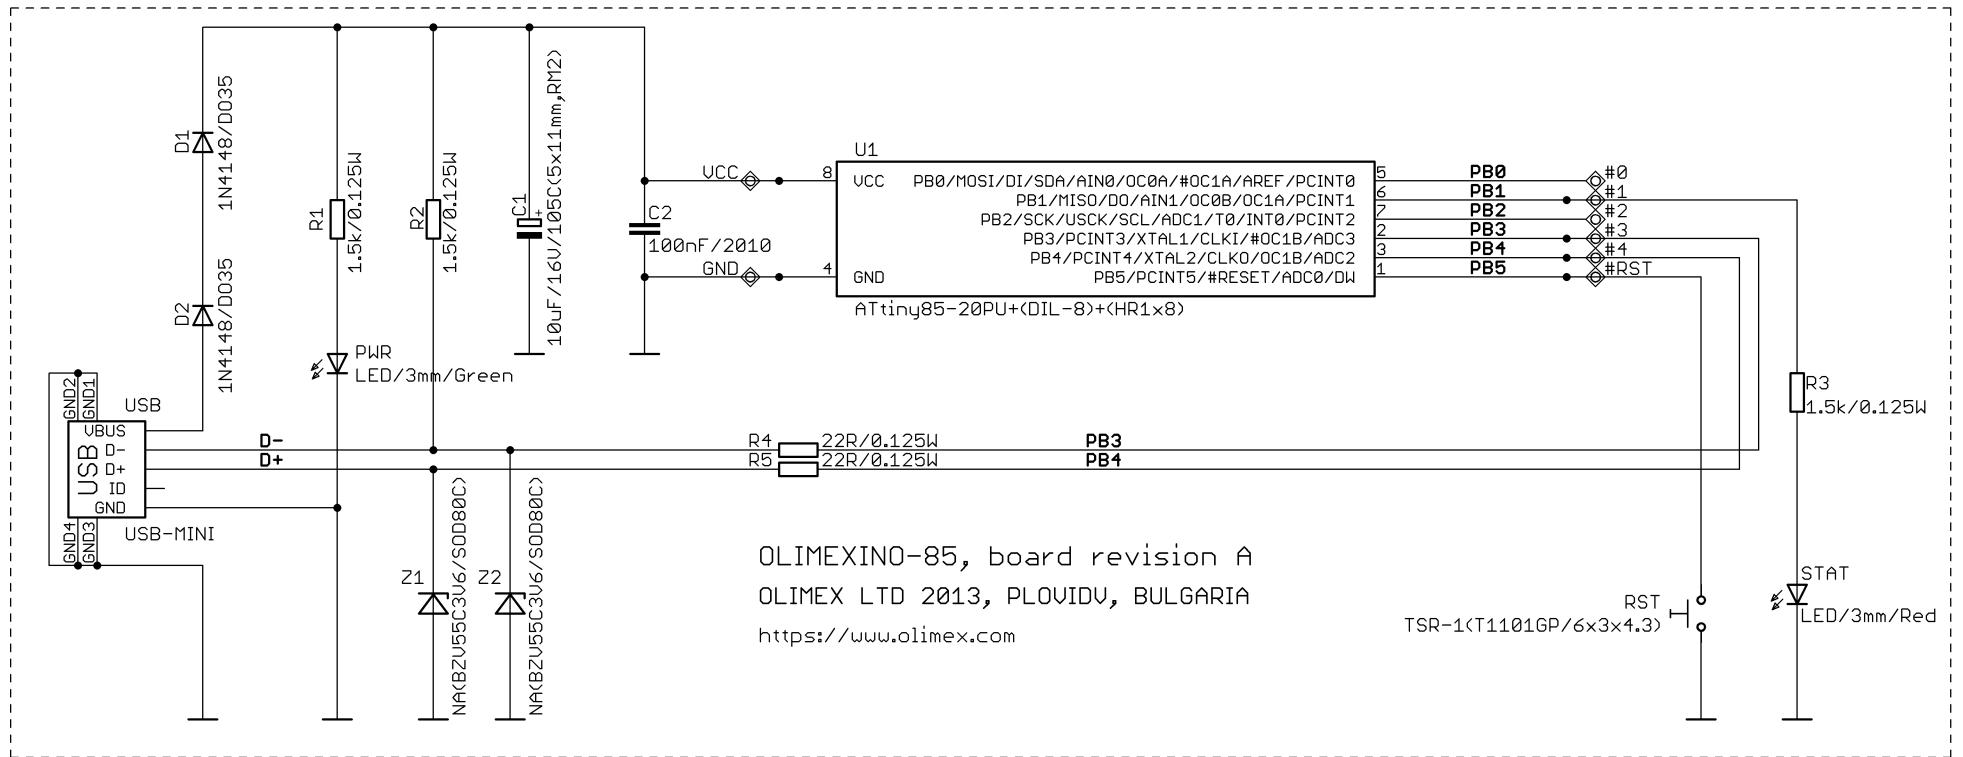 D1
1N4148/DO35
D2
1N4148/DO35
R1
1.5k/0.125W
R2
1.5k/0.125W
C1
+
10uF/16V/105C(5x11mm,RM2)
C2
100nF/2010
VCC
GND
U1
8
VCC
4
GND
PB0/MOSI/DI/SDA/AIN0/OC0A/#OC1A/AREF/PCINT0
PB1/MISO/DO/AIN1/OC0B/OC1A/PCINT1
PB2/SCK/USCK/SCL/ADC1/T0/INT0/PCINT2
PB3/PCINT3/XTAL1/CLKI/#OC1B/ADC3
PB4/PCINT4/XTAL2/CLKO/OC1B/ADC2
PB5/PCINT5/#RESET/ADC0/DW
ATtiny85-20PU+(DIL-8)+(HR1x8)
5 PB0 #0
6 PB1 #1
7 PB2 #2
2 PB3 #3
3 PB4 #4
1 PB5 #RST
PWR
LED/3mm/Green
R3
1.5k/0.125W
GND2
GND1
USB
USB
VBUS
D-
D+
ID
GND
GND4
GND3
USB-MINI
D-
D+
R4 22R/0.125W PB3
R5 22R/0.125W PB4
Z1
NA(BZV55C3V6/SOD80C)
Z2
NA(BZV55C3V6/SOD80C)
OLIMEXINO-85, board revision A
OLIMEX LTD 2013, PLOVIDV, BULGARIA
https://www.olimex.com
RST
TSR-1(T1101GP/6x3x4.3)
STAT
LED/3mm/Red